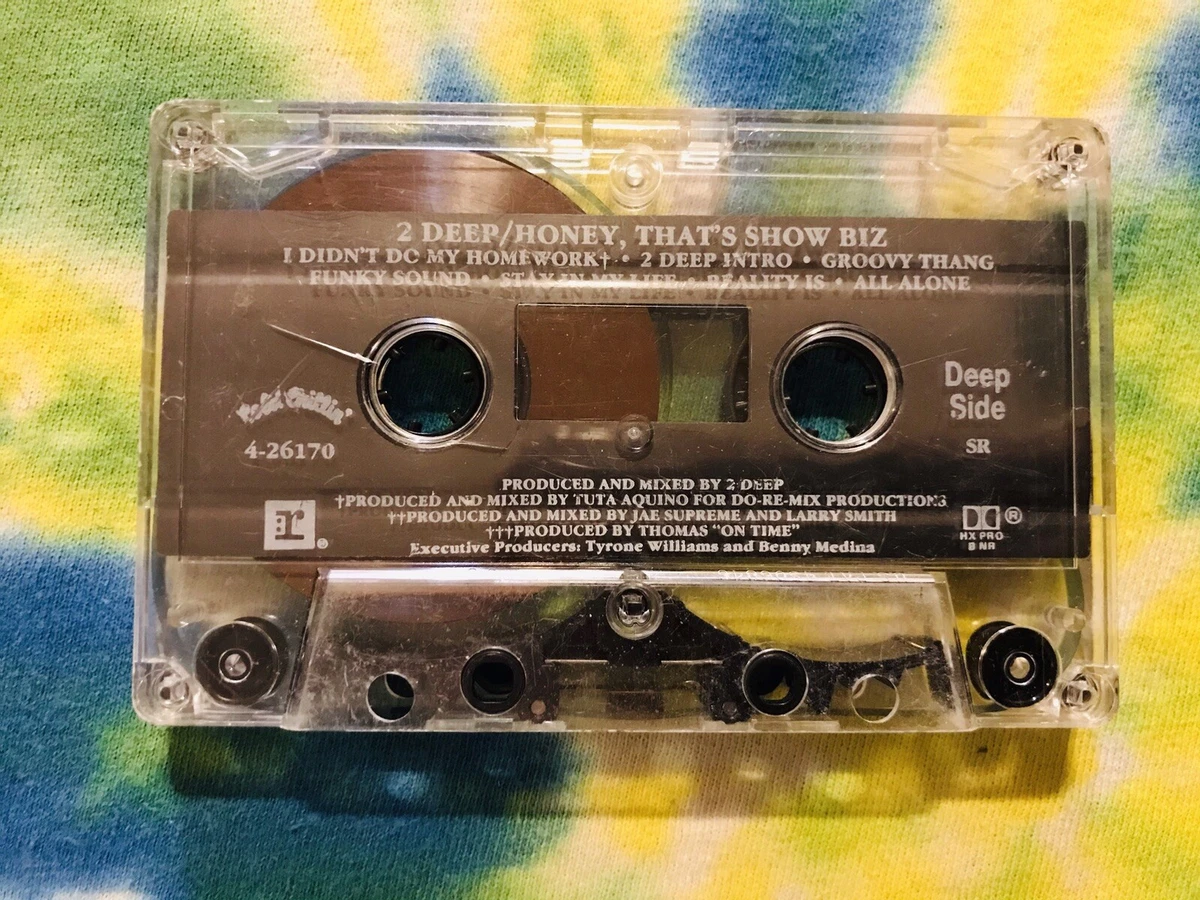 2 DEEP/HONEY, THAT'S SHOW BIZ
I DIDN'T DO MY HOMEWORK† • 2 DEEP INTRO • GROOVY THANG
FUNKY SOUND • STAY IN MY LIFE • REALITY IS • ALL ALONE
Deep
Side
Cold Chillin'
4-26170
SR
PRODUCED AND MIXED BY 2 DEEP
†PRODUCED AND MIXED BY TUTA AQUINO FOR DO-RE-MIX PRODUCTIONS
††PRODUCED AND MIXED BY JAE SUPREME AND LARRY SMITH
†††PRODUCED BY THOMAS "ON TIME"
Executive Producers: Tyrone Williams and Benny Medina
r ®
®
HX PRO
B NR